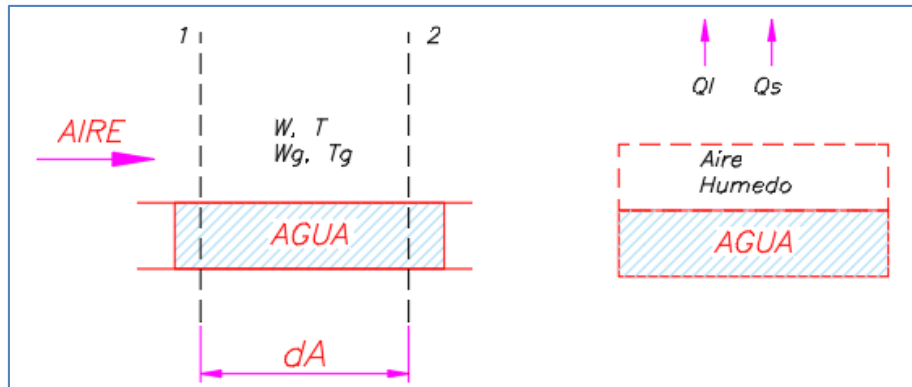 1
2
AIRE
W, T
Wg, Tg
AGUA
dA
Ql
Qs
Aire
Humedo
AGUA